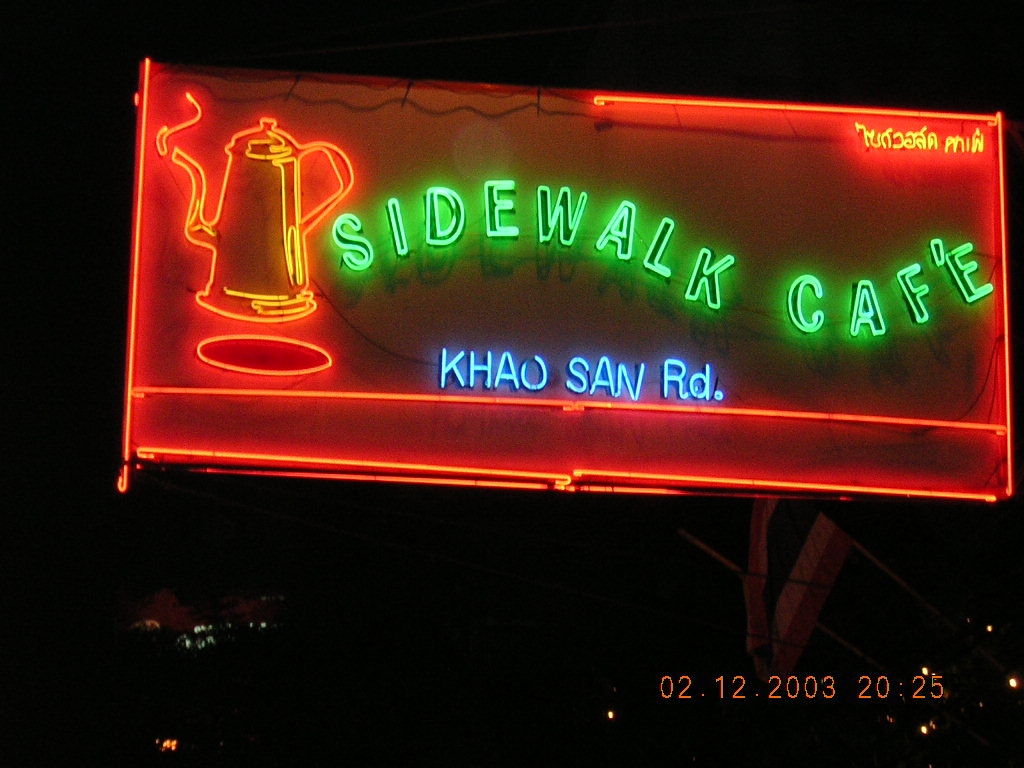 ไซด์วอล์ค คาเฟ่
SIDEWALK CAF'E
KHAO SAN Rd.
02.12.2003 20:25